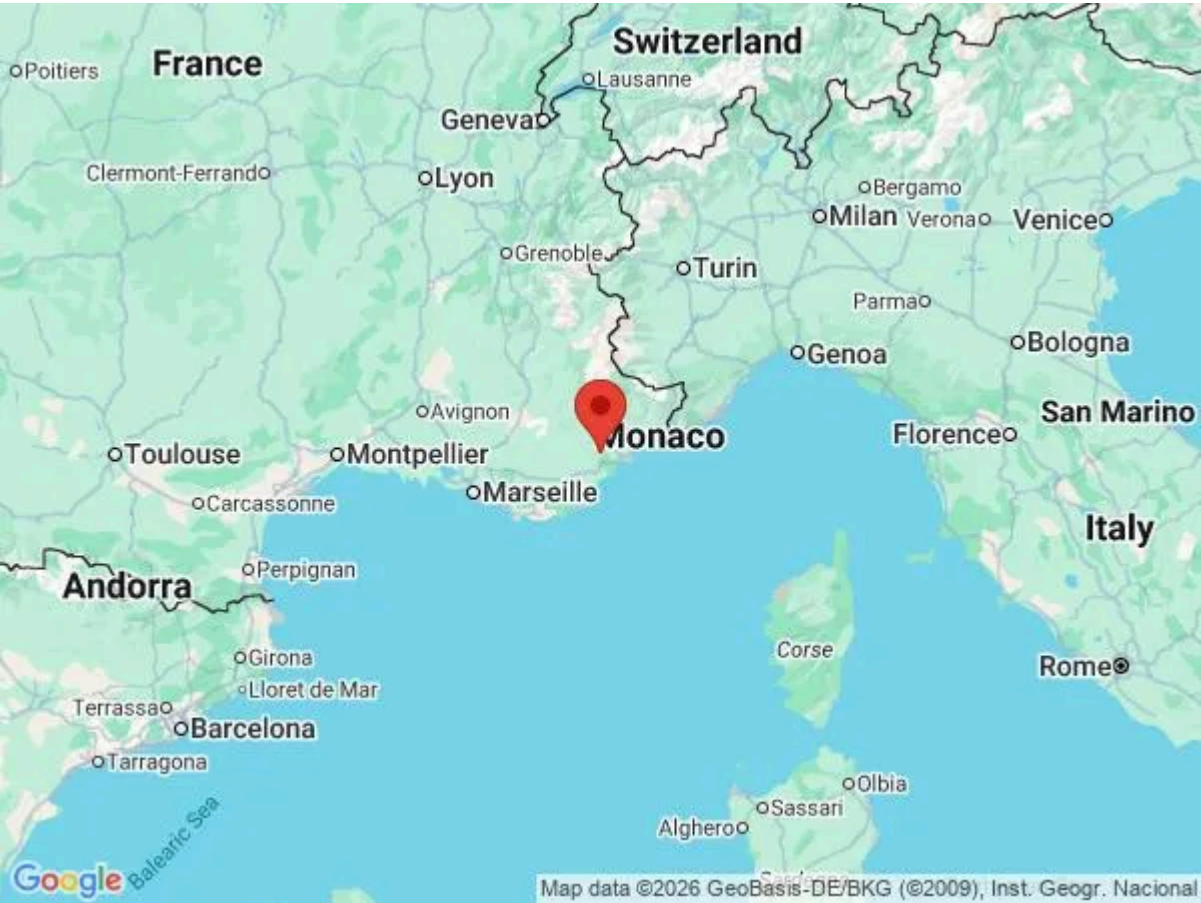 Switzerland
France
Poitiers
Lausanne
Geneva
Clermont-Ferrand
Lyon
Bergamo
Milan
Verona
Venice
Grenoble
Turin
Parma
Bologna
Genoa
Avignon
San Marino
Monaco
Florence
Toulouse
Montpellier
Marseille
Carcassonne
Italy
Perpignan
Andorra
Corse
Girona
Rome
Lloret de Mar
Terrassa
Barcelona
Tarragona
Olbia
Sassari
Alghero
Balearic Sea
Google
Map data ©2026 GeoBasis-DE/BKG (©2009), Inst. Geogr. Nacional